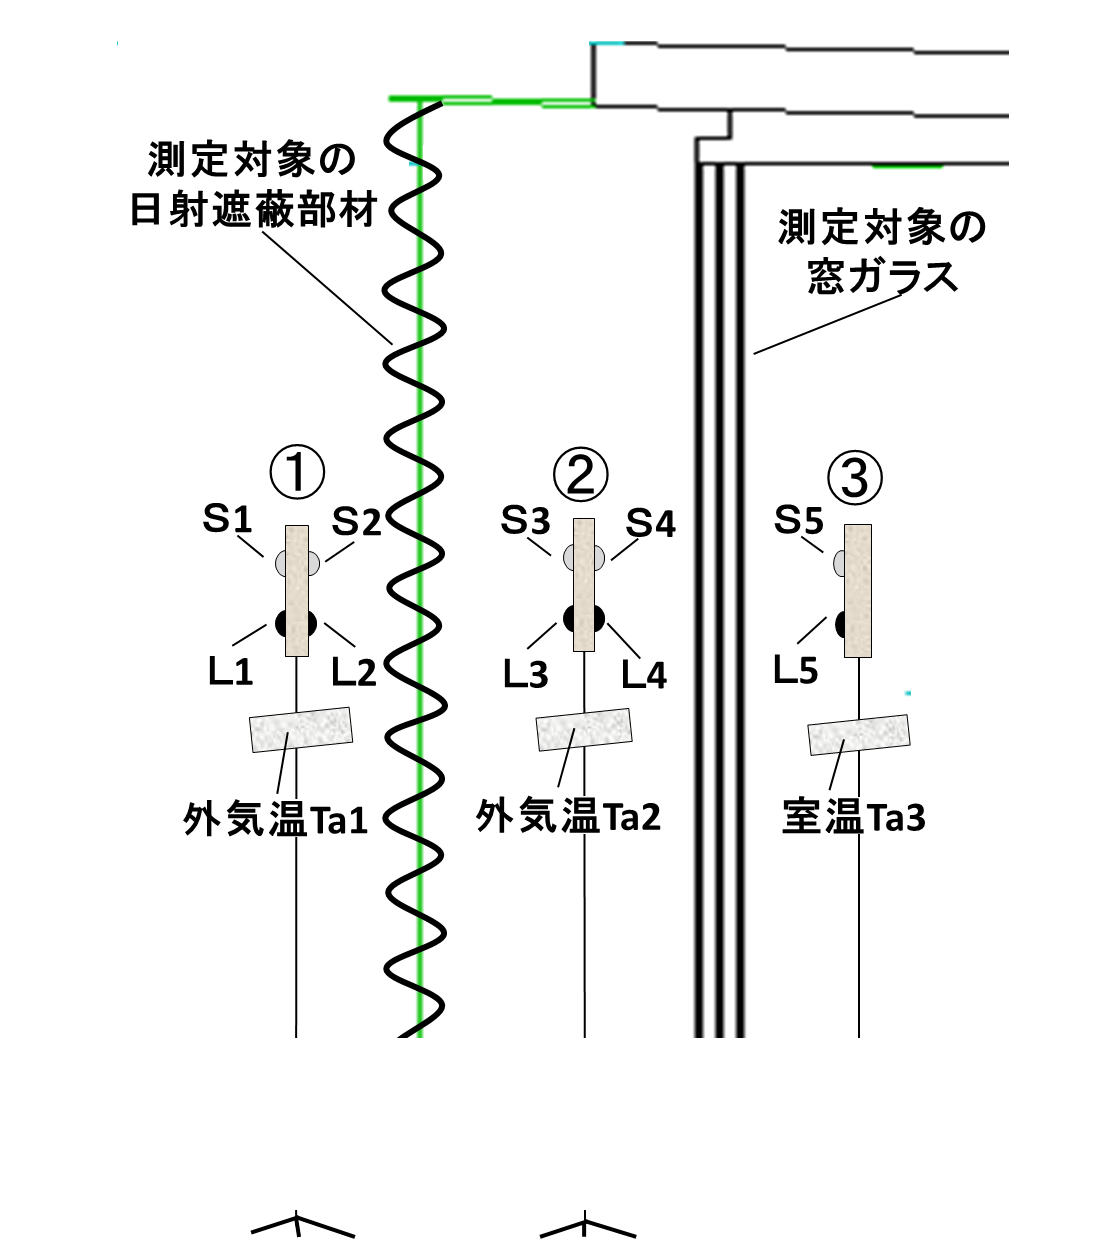 測定対象の
日射遮蔽部材
測定対象の
窓ガラス
①
②
③
S1
S2
S3
S4
S5
L1
L2
L3
L4
L5
外気温Ta1
外気温Ta2
室温Ta3